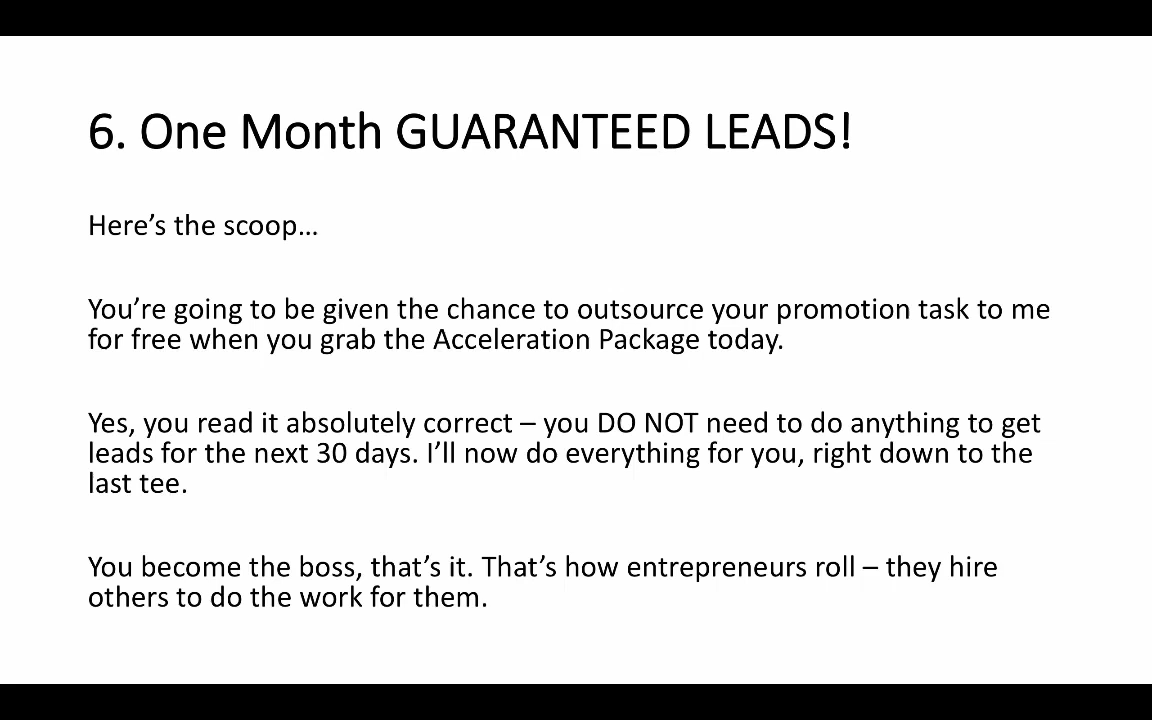 6. One Month GUARANTEED LEADS!
Here’s the scoop…
You’re going to be given the chance to outsource your promotion task to me
for free when you grab the Acceleration Package today.
Yes, you read it absolutely correct – you DO NOT need to do anything to get
leads for the next 30 days. I’ll now do everything for you, right down to the
last tee.
You become the boss, that’s it. That’s how entrepreneurs roll – they hire
others to do the work for them.